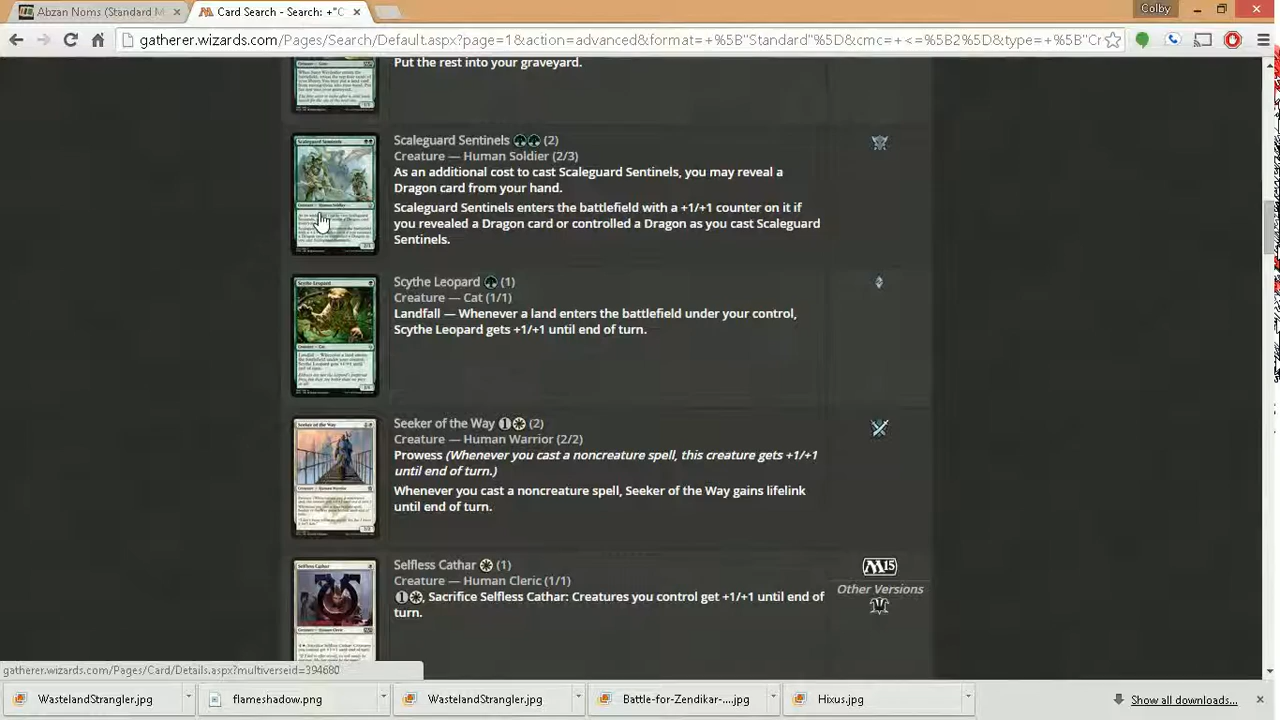 Abzan Noms (Standard M
Card Search - Search: +"C
Colby
gatherer.wizards.com/Pages/Search/Default.aspx?page=1&action=advanced&format=+%5B"Standard"%5D&cmc=+<=%5B2%5D&type=+%5B"Cr
Put the rest into your graveyard.
Scaleguard Sentinels (2)
Creature — Human Soldier (2/3)
As an additional cost to cast Scaleguard Sentinels, you may reveal a
Dragon card from your hand.
Scaleguard Sentinels enters the battlefield with a +1/+1 counter on it if
you revealed a Dragon card or controlled a Dragon as you cast Scaleguard
Sentinels.
Scythe Leopard (1)
Creature — Cat (1/1)
Landfall — Whenever a land enters the battlefield under your control,
Scythe Leopard gets +1/+1 until end of turn.
Seeker of the Way 1 (2)
Creature — Human Warrior (2/2)
Prowess (Whenever you cast a noncreature spell, this creature gets +1/+1
until end of turn.)
Whenever you cast a noncreature spell, Seeker of the Way gains lifelink
until end of turn.
Selfless Cathar (1)
Creature — Human Cleric (1/1)
1, Sacrifice Selfless Cathar: Creatures you control get +1/+1 until end of
turn.
M15
Other Versions
gatherer.wizards.com/Pages/Card/Details.aspx?multiverseid=394680
WastelandStrangler.jpg
flameshadow.png
WastelandStrangler.jpg
Battle-for-Zendikar-....jpg
Hixus.jpg
Show all downloads...